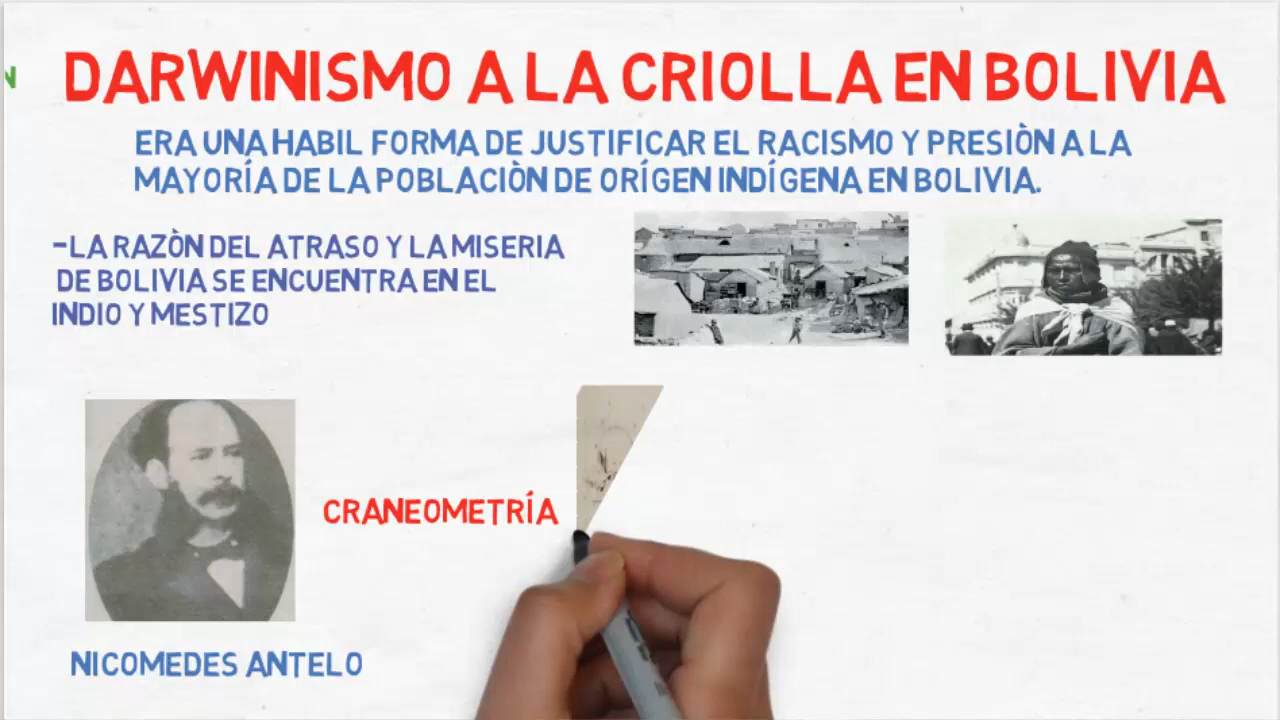 N
DARWINISMO A LA CRIOLLA EN BOLIVIA
ERA UNA HABIL FORMA DE JUSTIFICAR EL RACISMO Y PRESIÒN A LA
MAYORÍA DE LA POBLACIÒN DE ORÍGEN INDÍGENA EN BOLIVIA.
-LA RAZÒN DEL ATRASO Y LA MISERIA
DE BOLIVIA SE ENCUENTRA EN EL
INDIO Y MESTIZO
CRANEOMETRÍA
NICOMEDES ANTELO